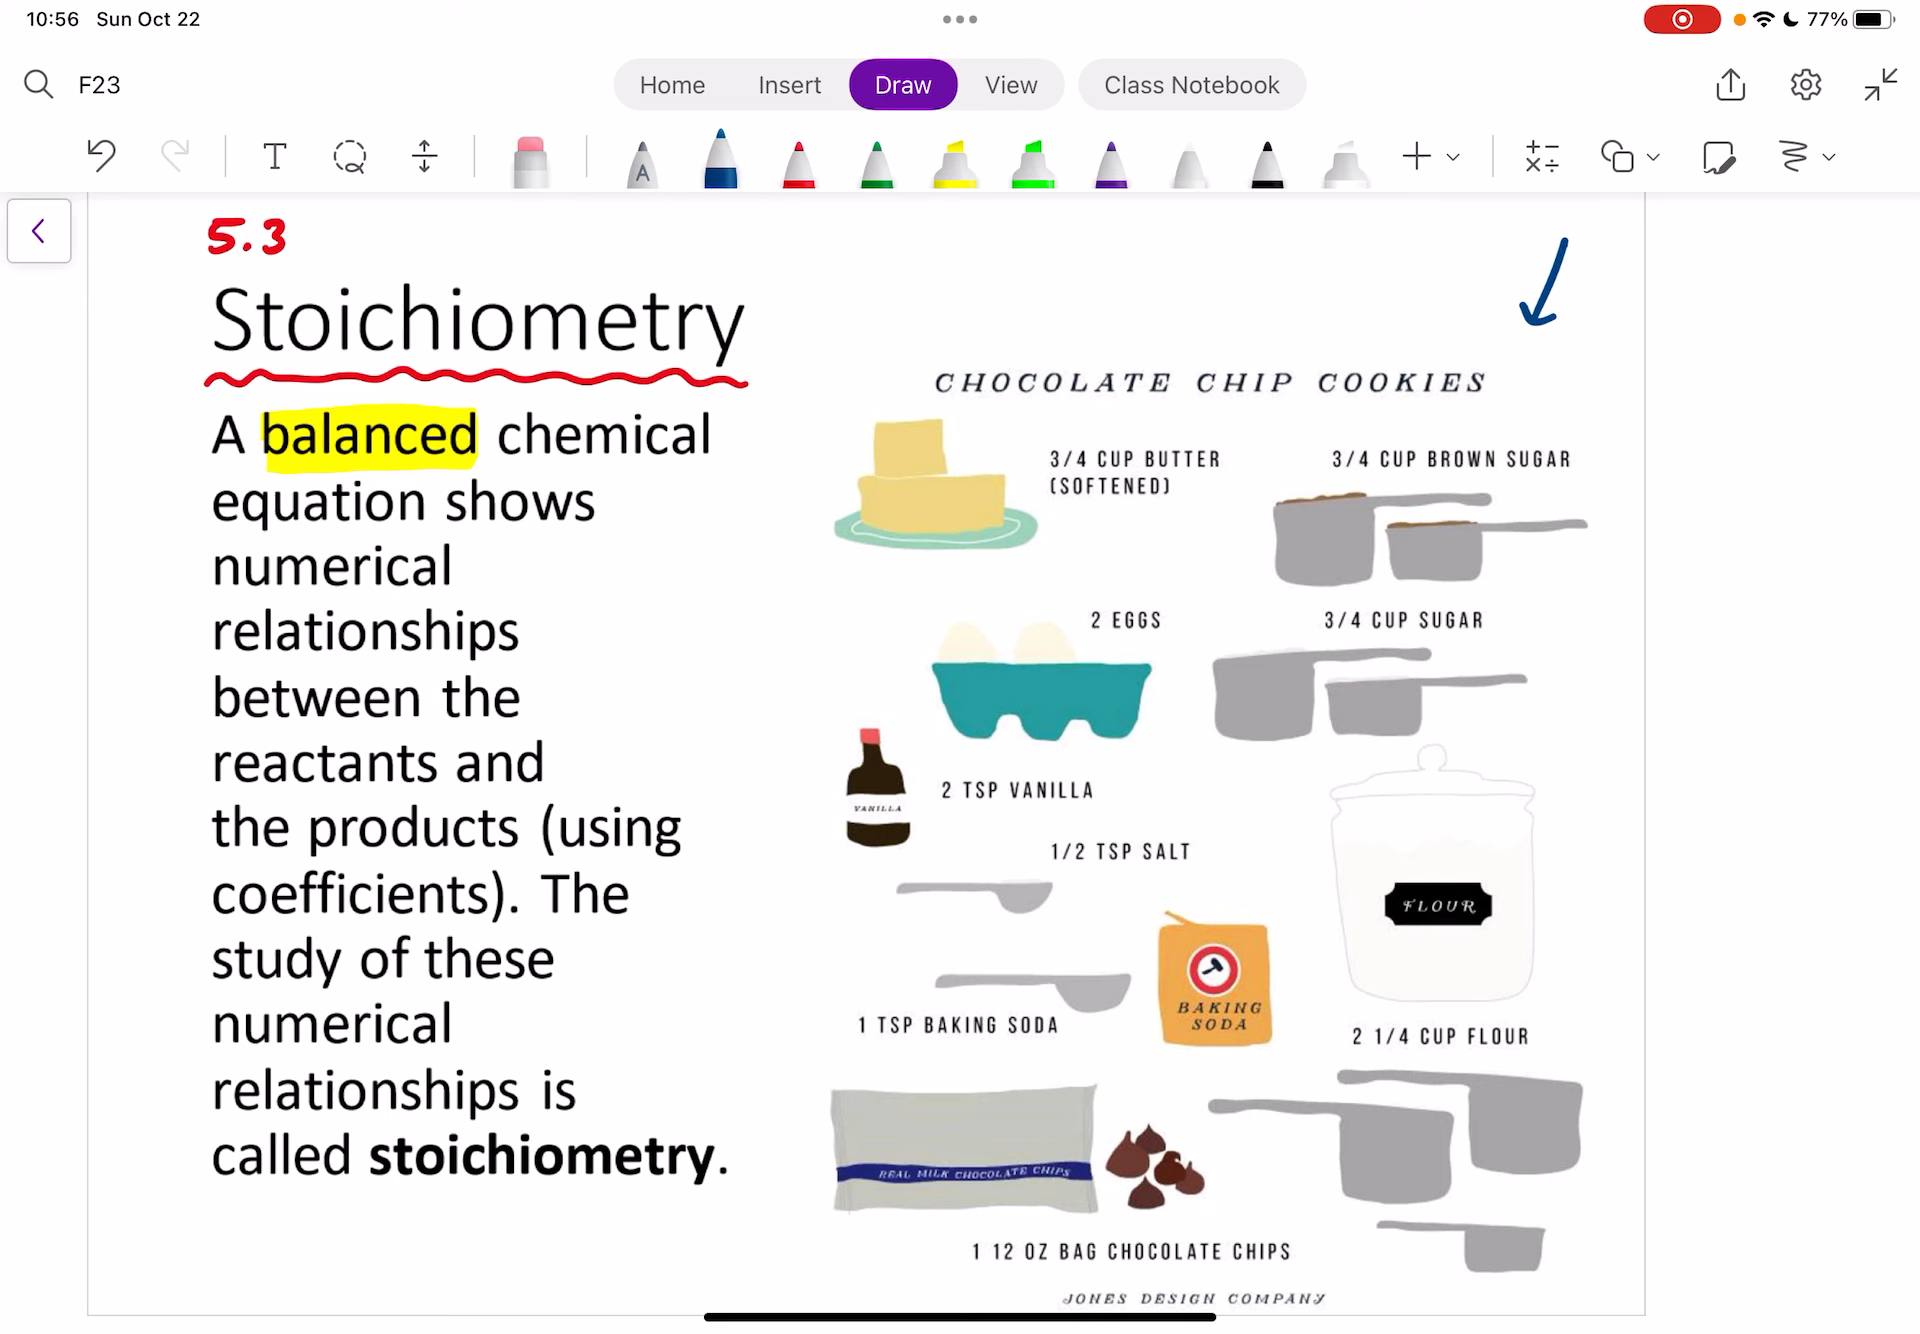 10:56 Sun Oct 22
77%
F23
Home Insert Draw View Class Notebook
T
A
5.3
Stoichiometry
A balanced chemical
equation shows
numerical
relationships
between the
reactants and
the products (using
coefficients). The
study of these
numerical
relationships is
called stoichiometry.
CHOCOLATE CHIP COOKIES
3/4 CUP BUTTER
(SOFTENED)
3/4 CUP BROWN SUGAR
2 EGGS
3/4 CUP SUGAR
VANILLA
2 TSP VANILLA
1/2 TSP SALT
FLOUR
BAKING
SODA
1 TSP BAKING SODA
2 1/4 CUP FLOUR
REAL MILK CHOCOLATE CHIPS
1 12 OZ BAG CHOCOLATE CHIPS
JONES DESIGN COMPANY